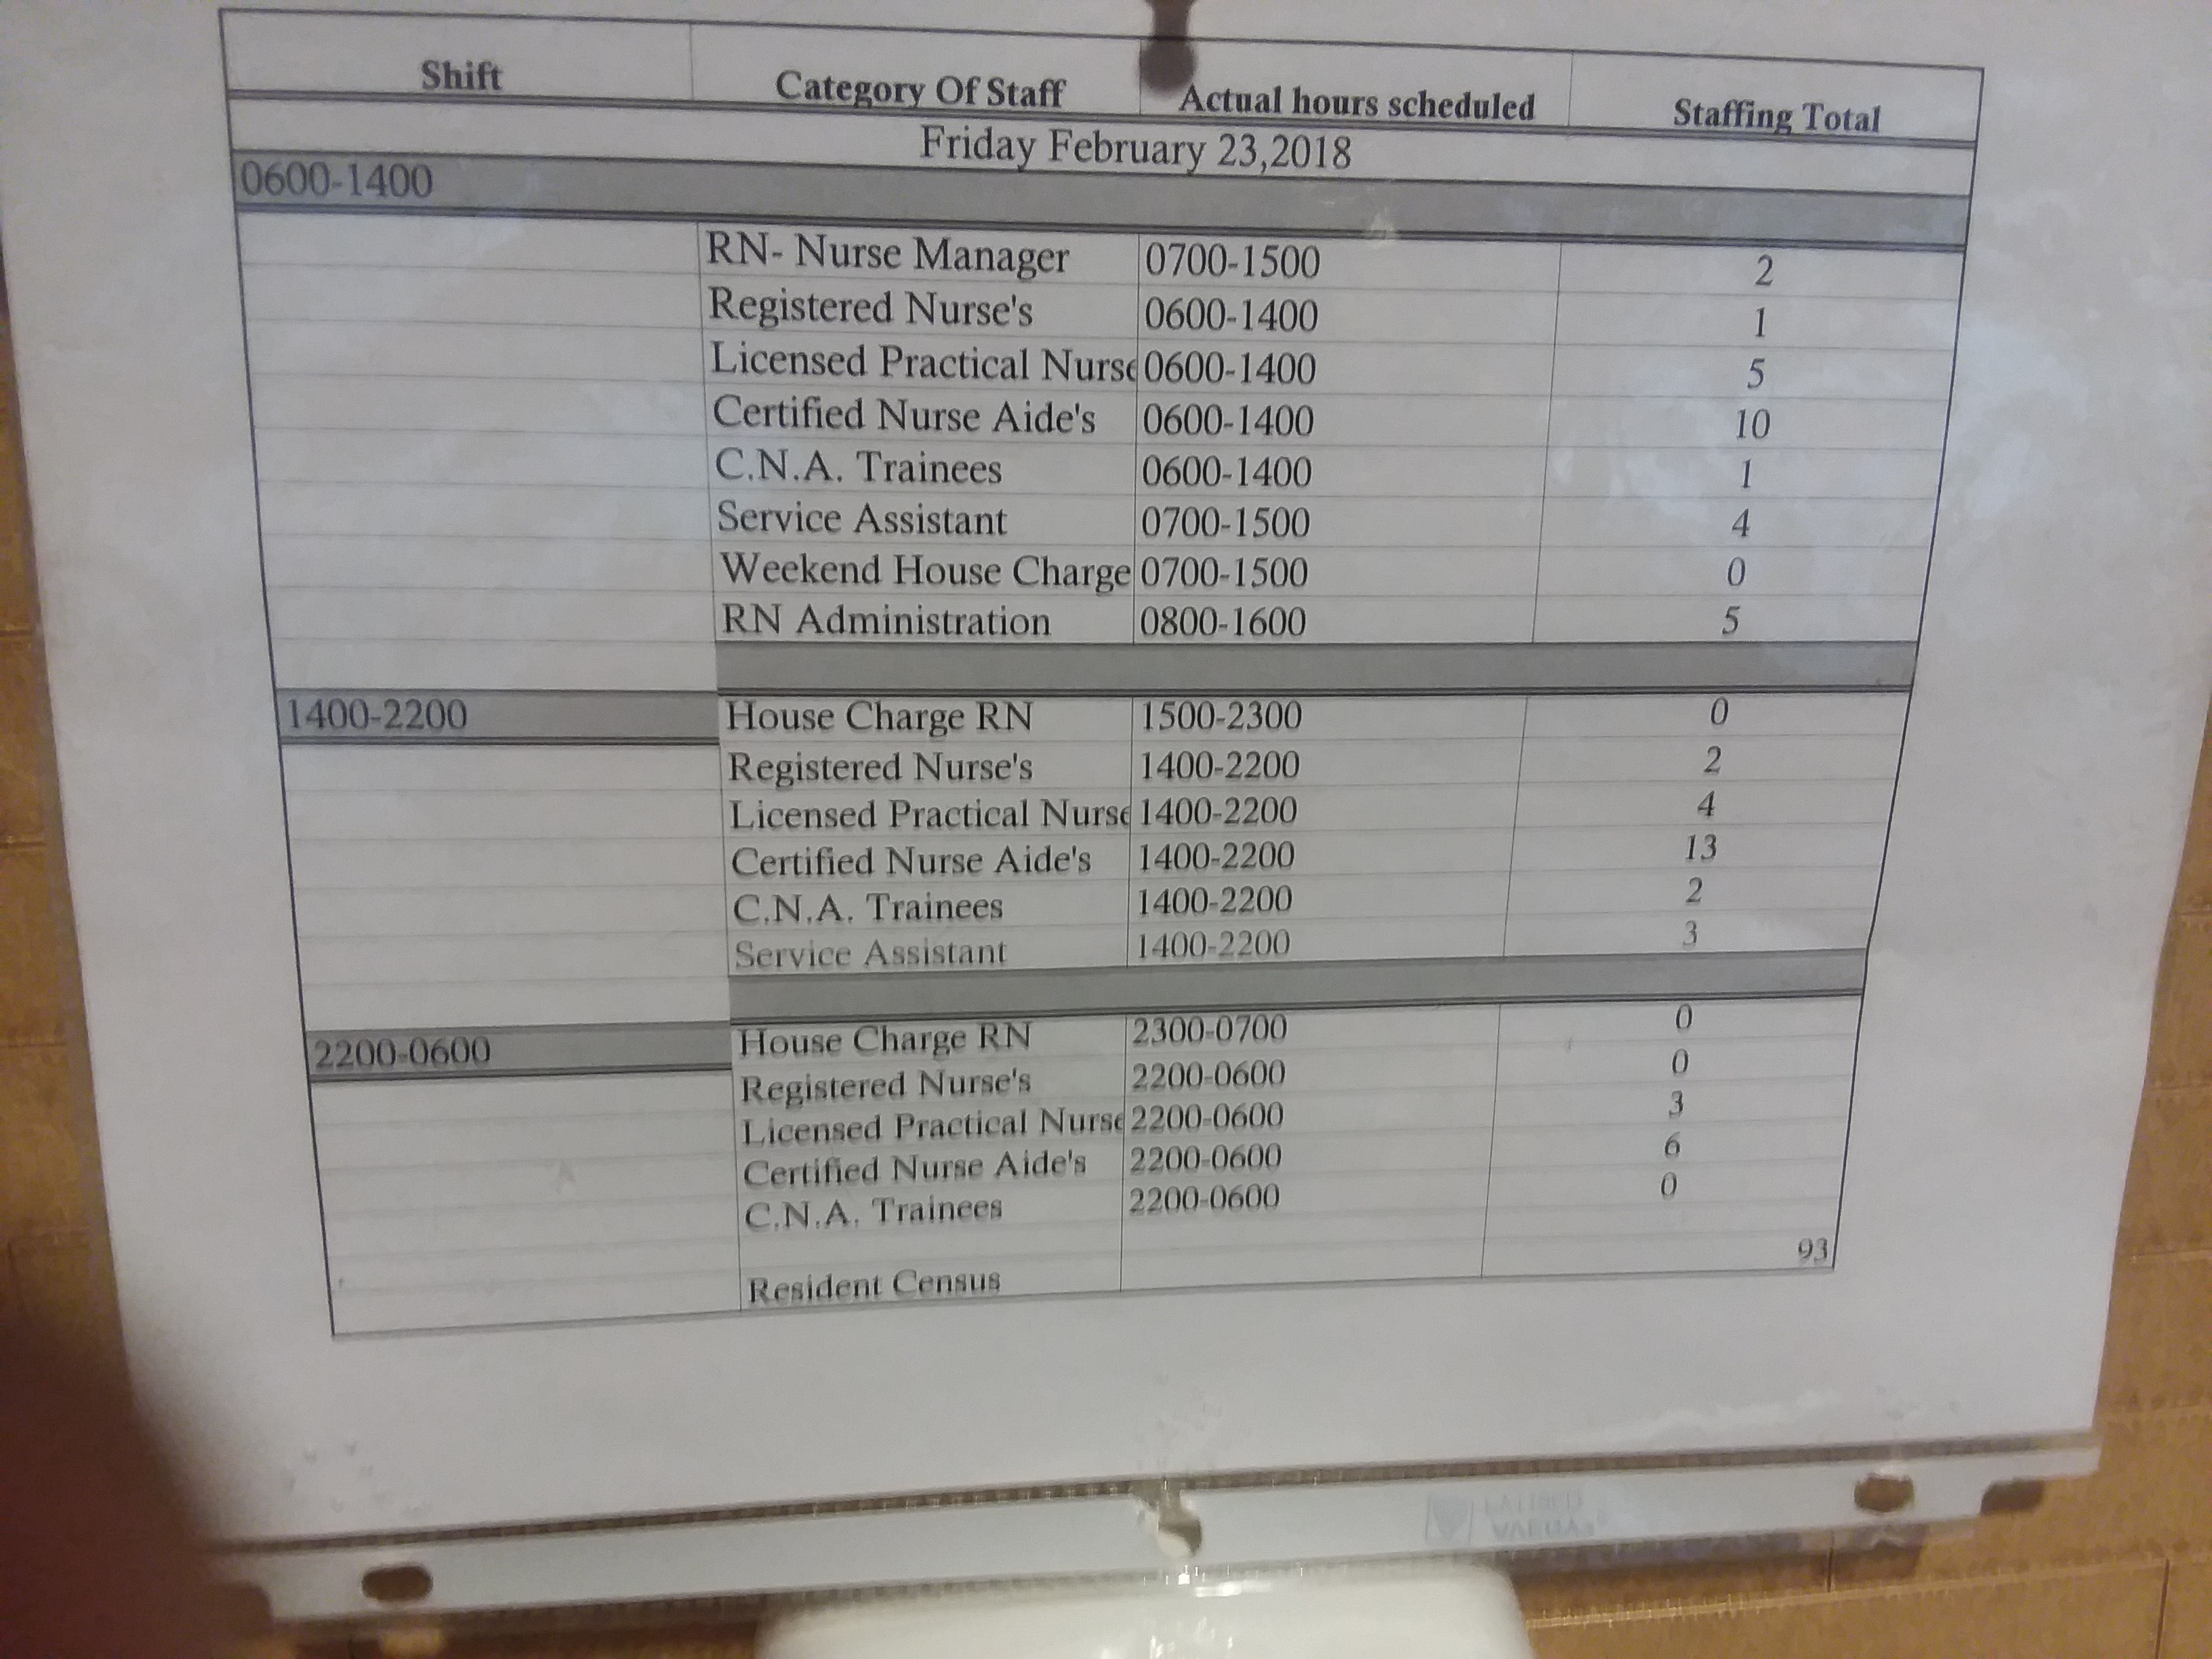 Shift Category Of Staff Actual hours scheduled Staffing Total
Friday February 23,2018
0600-1400
RN- Nurse Manager 0700-1500 2
Registered Nurse's 0600-1400 1
Licensed Practical Nurse 0600-1400 5
Certified Nurse Aide's 0600-1400 10
C.N.A. Trainees 0600-1400 1
Service Assistant 0700-1500 4
Weekend House Charge 0700-1500 0
RN Administration 0800-1600 5
1400-2200 House Charge RN 1500-2300 0
Registered Nurse's 1400-2200 2
Licensed Practical Nurse 1400-2200 4
Certified Nurse Aide's 1400-2200 13
C.N.A. Trainees 1400-2200 2
Service Assistant 1400-2200 3
2200-0600 House Charge RN 2300-0700 0
Registered Nurse's 2200-0600 0
Licensed Practical Nurse 2200-0600 3
Certified Nurse Aide's 2200-0600 6
C.N.A. Trainees 2200-0600 0
Resident Census 93